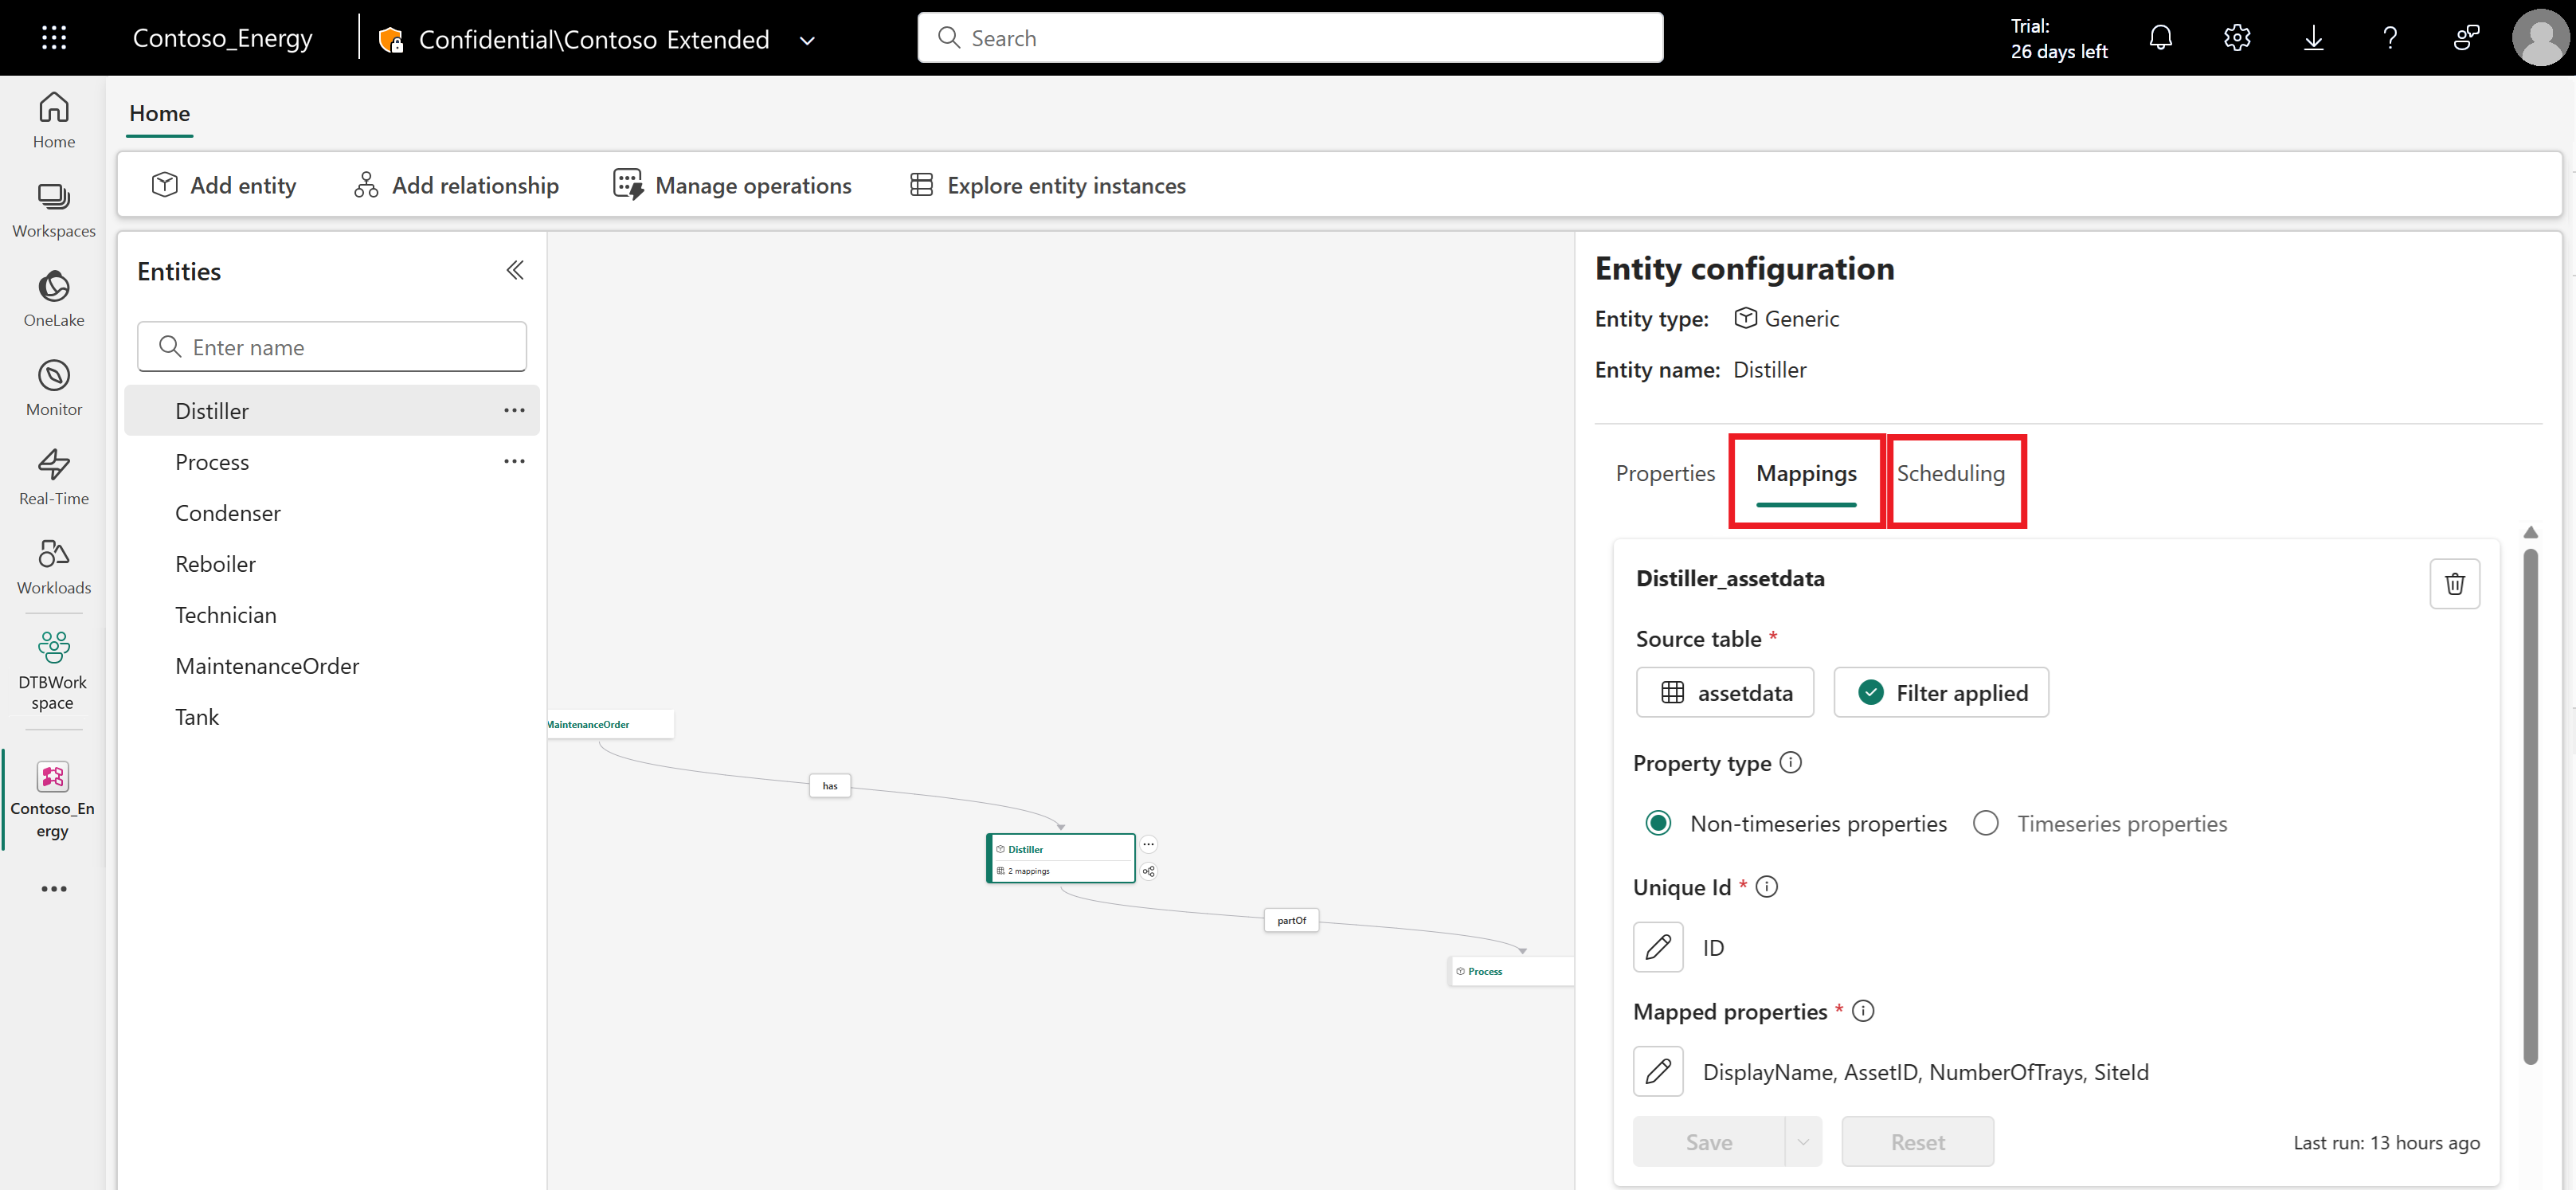 Contoso_Energy
Confidential\Contoso Extended
Search
Trial:
26 days left
Home
Workspaces
OneLake
Monitor
Real-Time
Workloads
DTBWork
space
Contoso_En
ergy
Home
Add entity
Add relationship
Manage operations
Explore entity instances
Entities
Enter name
Distiller
Process
Condenser
Reboiler
Technician
MaintenanceOrder
Tank
MaintenanceOrder
has
Distiller
2 mappings
partOf
Process
Entity configuration
Entity type: Generic
Entity name: Distiller
Properties
Mappings
Scheduling
Distiller_assetdata
Source table *
assetdata
Filter applied
Property type
Non-timeseries properties
Timeseries properties
Unique Id *
ID
Mapped properties *
DisplayName, AssetID, NumberOfTrays, SiteId
Save
Reset
Last run: 13 hours ago